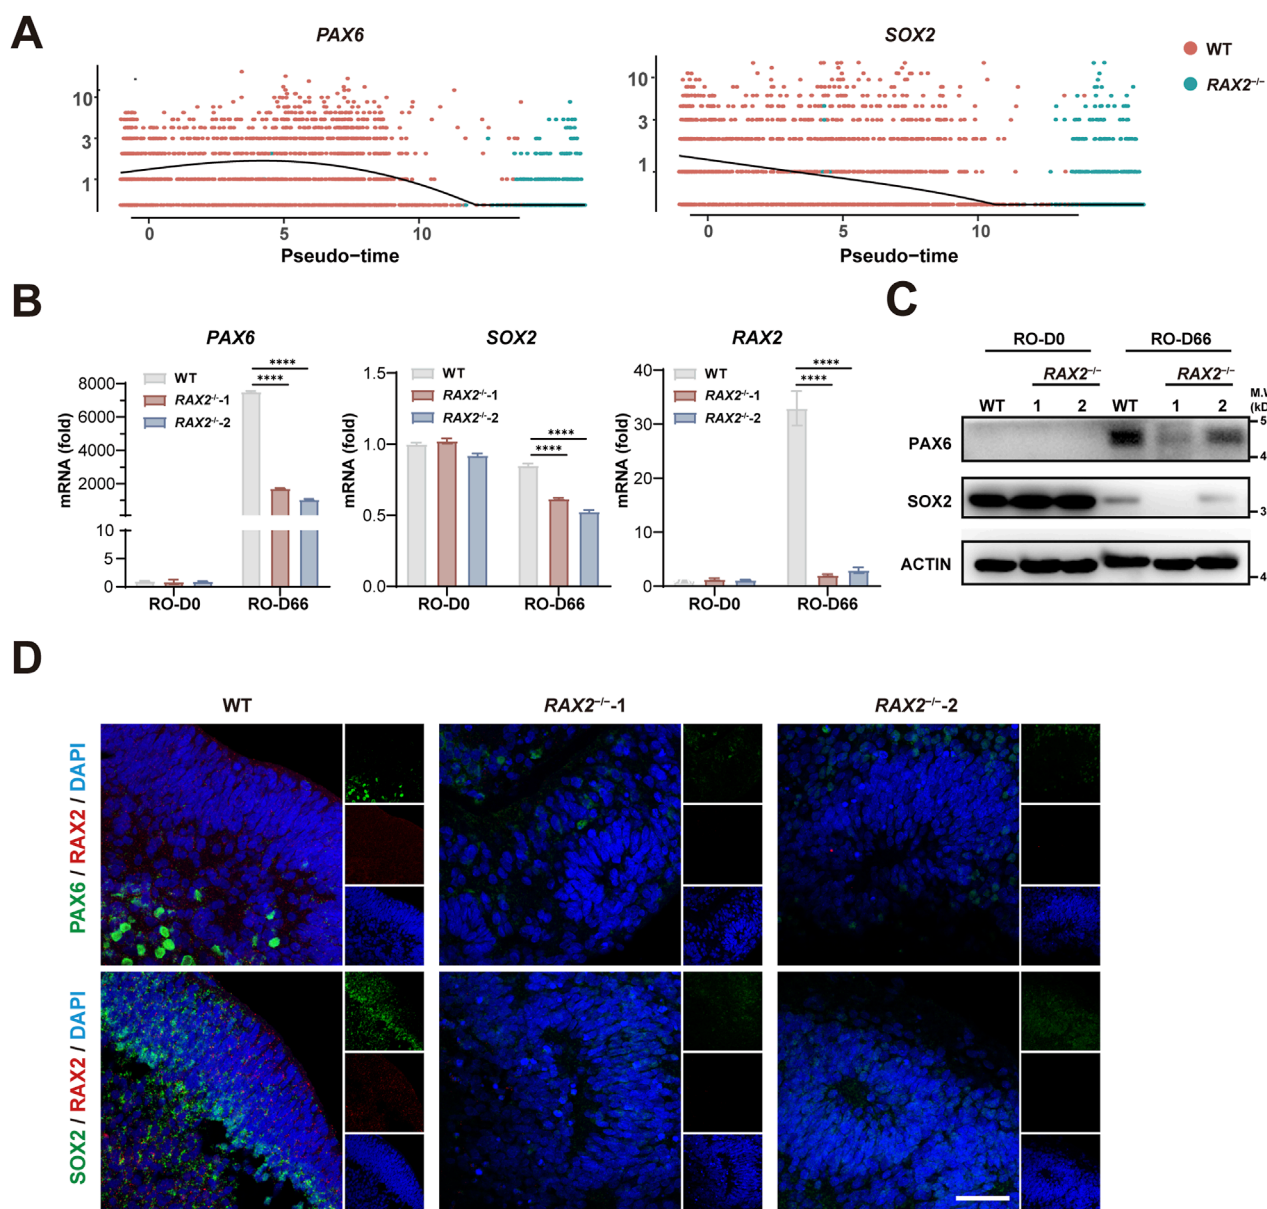 A
PAX6
SOX2
WT
RAX2⁻/⁻
10
3
1
0 5 10
Pseudo−time
10
3
1
0 5 10
Pseudo−time
B
PAX6
SOX2
RAX2
mRNA (fold)
8000
6000
4000
2000
10
5
0
WT
RAX2⁻/⁻-1
RAX2⁻/⁻-2
****
****
RO-D0 RO-D66
mRNA (fold)
1.5
1.0
0.5
0.0
WT
RAX2⁻/⁻-1
RAX2⁻/⁻-2
****
****
RO-D0 RO-D66
mRNA (fold)
40
30
20
10
0
WT
RAX2⁻/⁻-1
RAX2⁻/⁻-2
****
****
RO-D0 RO-D66
C
RO-D0 RO-D66
RAX2⁻/⁻ RAX2⁻/⁻
WT 1 2 WT 1 2
PAX6
SOX2
ACTIN
D
WT RAX2⁻/⁻-1 RAX2⁻/⁻-2
PAX6 / RAX2 / DAPI
SOX2 / RAX2 / DAPI